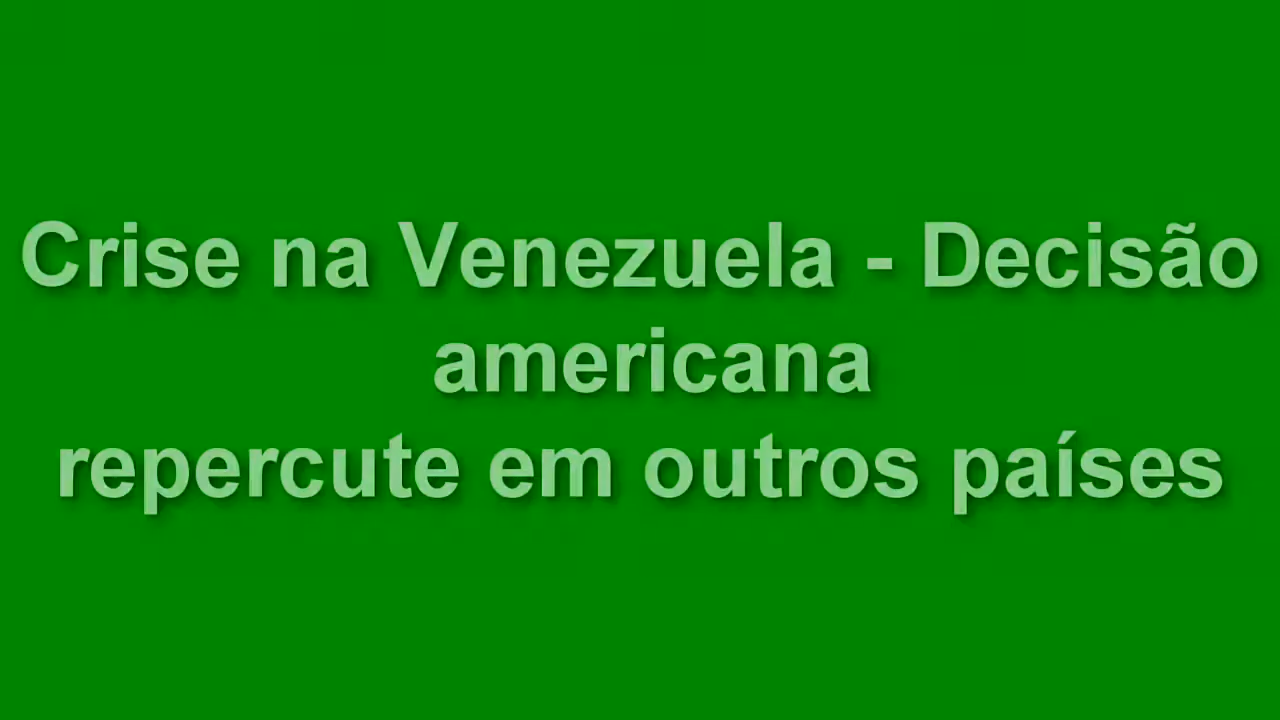 Crise na Venezuela - Decisão
americana
repercute em outros países